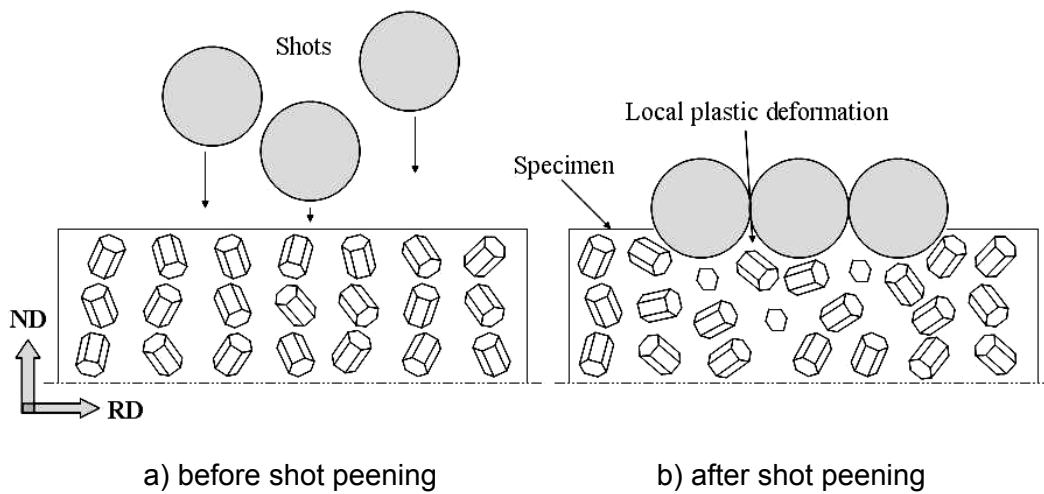 Shots
Local plastic deformation
Specimen
ND
RD
a) before shot peening
b) after shot peening